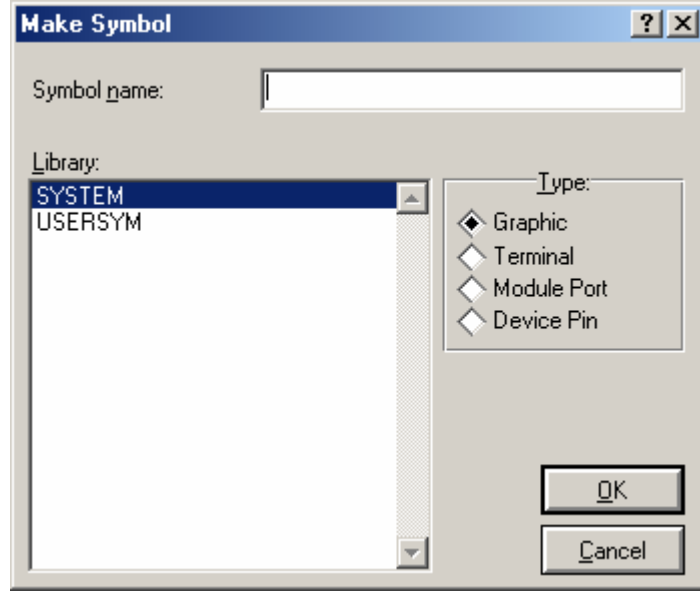 Make Symbol
Symbol name:
Library:
SYSTEM
USERSYM
Type:
Graphic
Terminal
Module Port
Device Pin
OK
Cancel